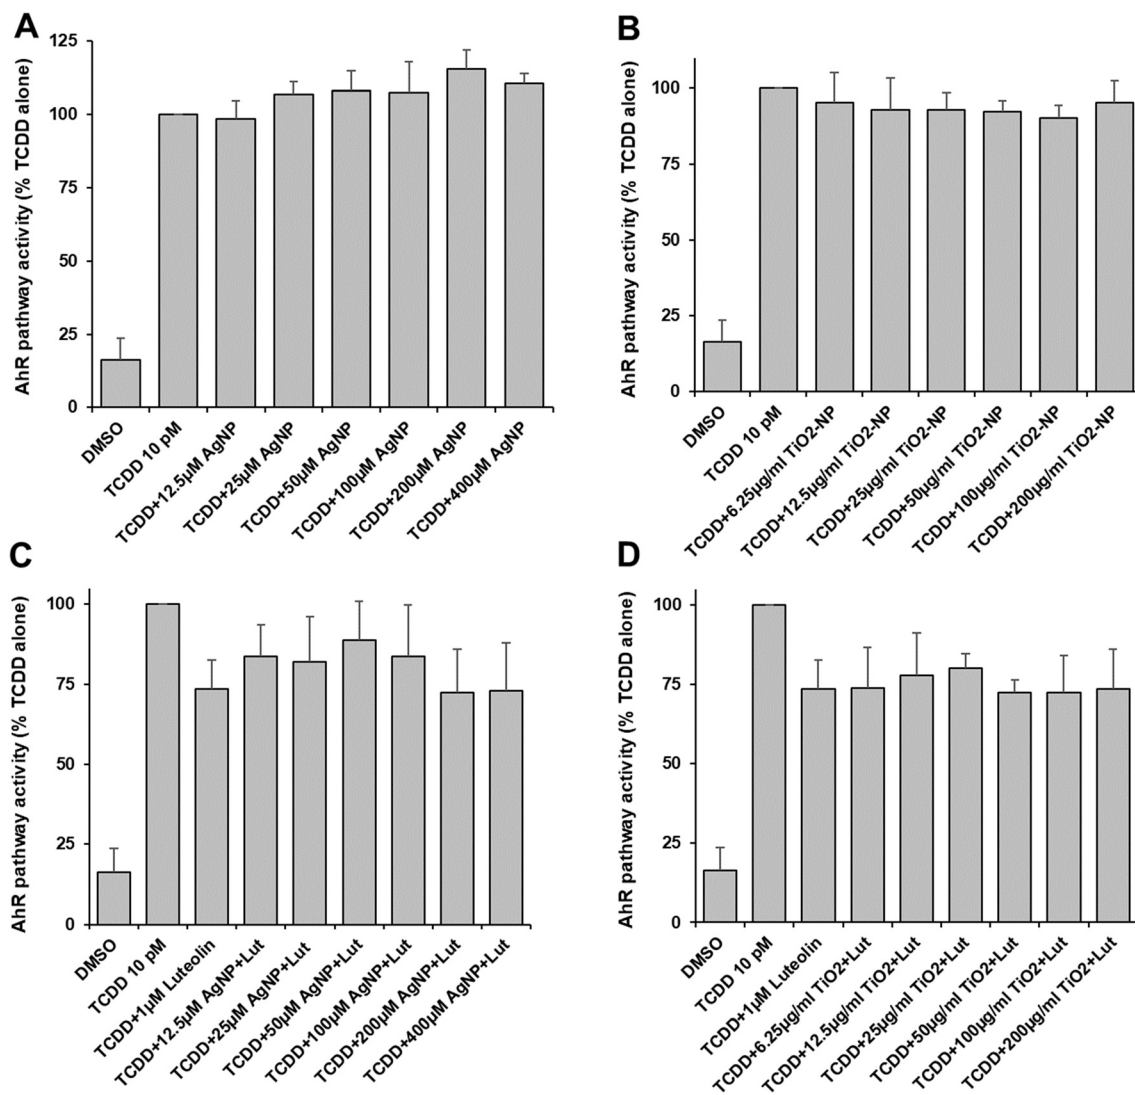 A
AhR pathway activity (% TCDD alone)
125
100
75
50
25
0
DMSO
TCDD 10 pM
TCDD+12.5µM AgNP
TCDD+25µM AgNP
TCDD+50µM AgNP
TCDD+100µM AgNP
TCDD+200µM AgNP
TCDD+400µM AgNP
B
AhR pathway activity (% TCDD alone)
100
75
50
25
0
DMSO
TCDD 10 pM
TCDD+6.25µg/ml TiO2-NP
TCDD+12.5µg/ml TiO2-NP
TCDD+25µg/ml TiO2-NP
TCDD+50µg/ml TiO2-NP
TCDD+100µg/ml TiO2-NP
TCDD+200µg/ml TiO2-NP
C
AhR pathway activity (% TCDD alone)
100
75
50
25
0
DMSO
TCDD 10 pM
TCDD+1µM Luteolin
TCDD+12.5µM AgNP+Lut
TCDD+25µM AgNP+Lut
TCDD+50µM AgNP+Lut
TCDD+100µM AgNP+Lut
TCDD+200µM AgNP+Lut
TCDD+400µM AgNP+Lut
D
AhR pathway activity (% TCDD alone)
100
75
50
25
0
DMSO
TCDD 10 pM
TCDD+1µM Luteolin
TCDD+6.25µg/ml TiO2+Lut
TCDD+12.5µg/ml TiO2+Lut
TCDD+25µg/ml TiO2+Lut
TCDD+50µg/ml TiO2+Lut
TCDD+100µg/ml TiO2+Lut
TCDD+200µg/ml TiO2+Lut